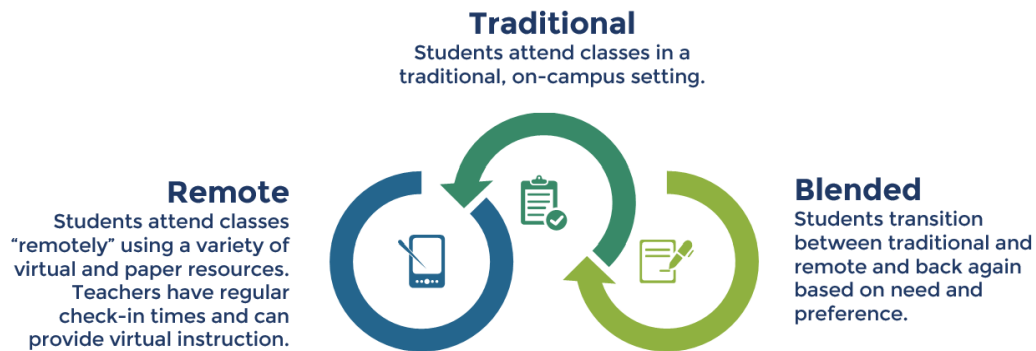 Traditional
Students attend classes in a
traditional, on-campus setting.
Remote
Students attend classes
“remotely” using a variety of
virtual and paper resources.
Teachers have regular
check-in times and can
provide virtual instruction.
Blended
Students transition
between traditional and
remote and back again
based on need and
preference.